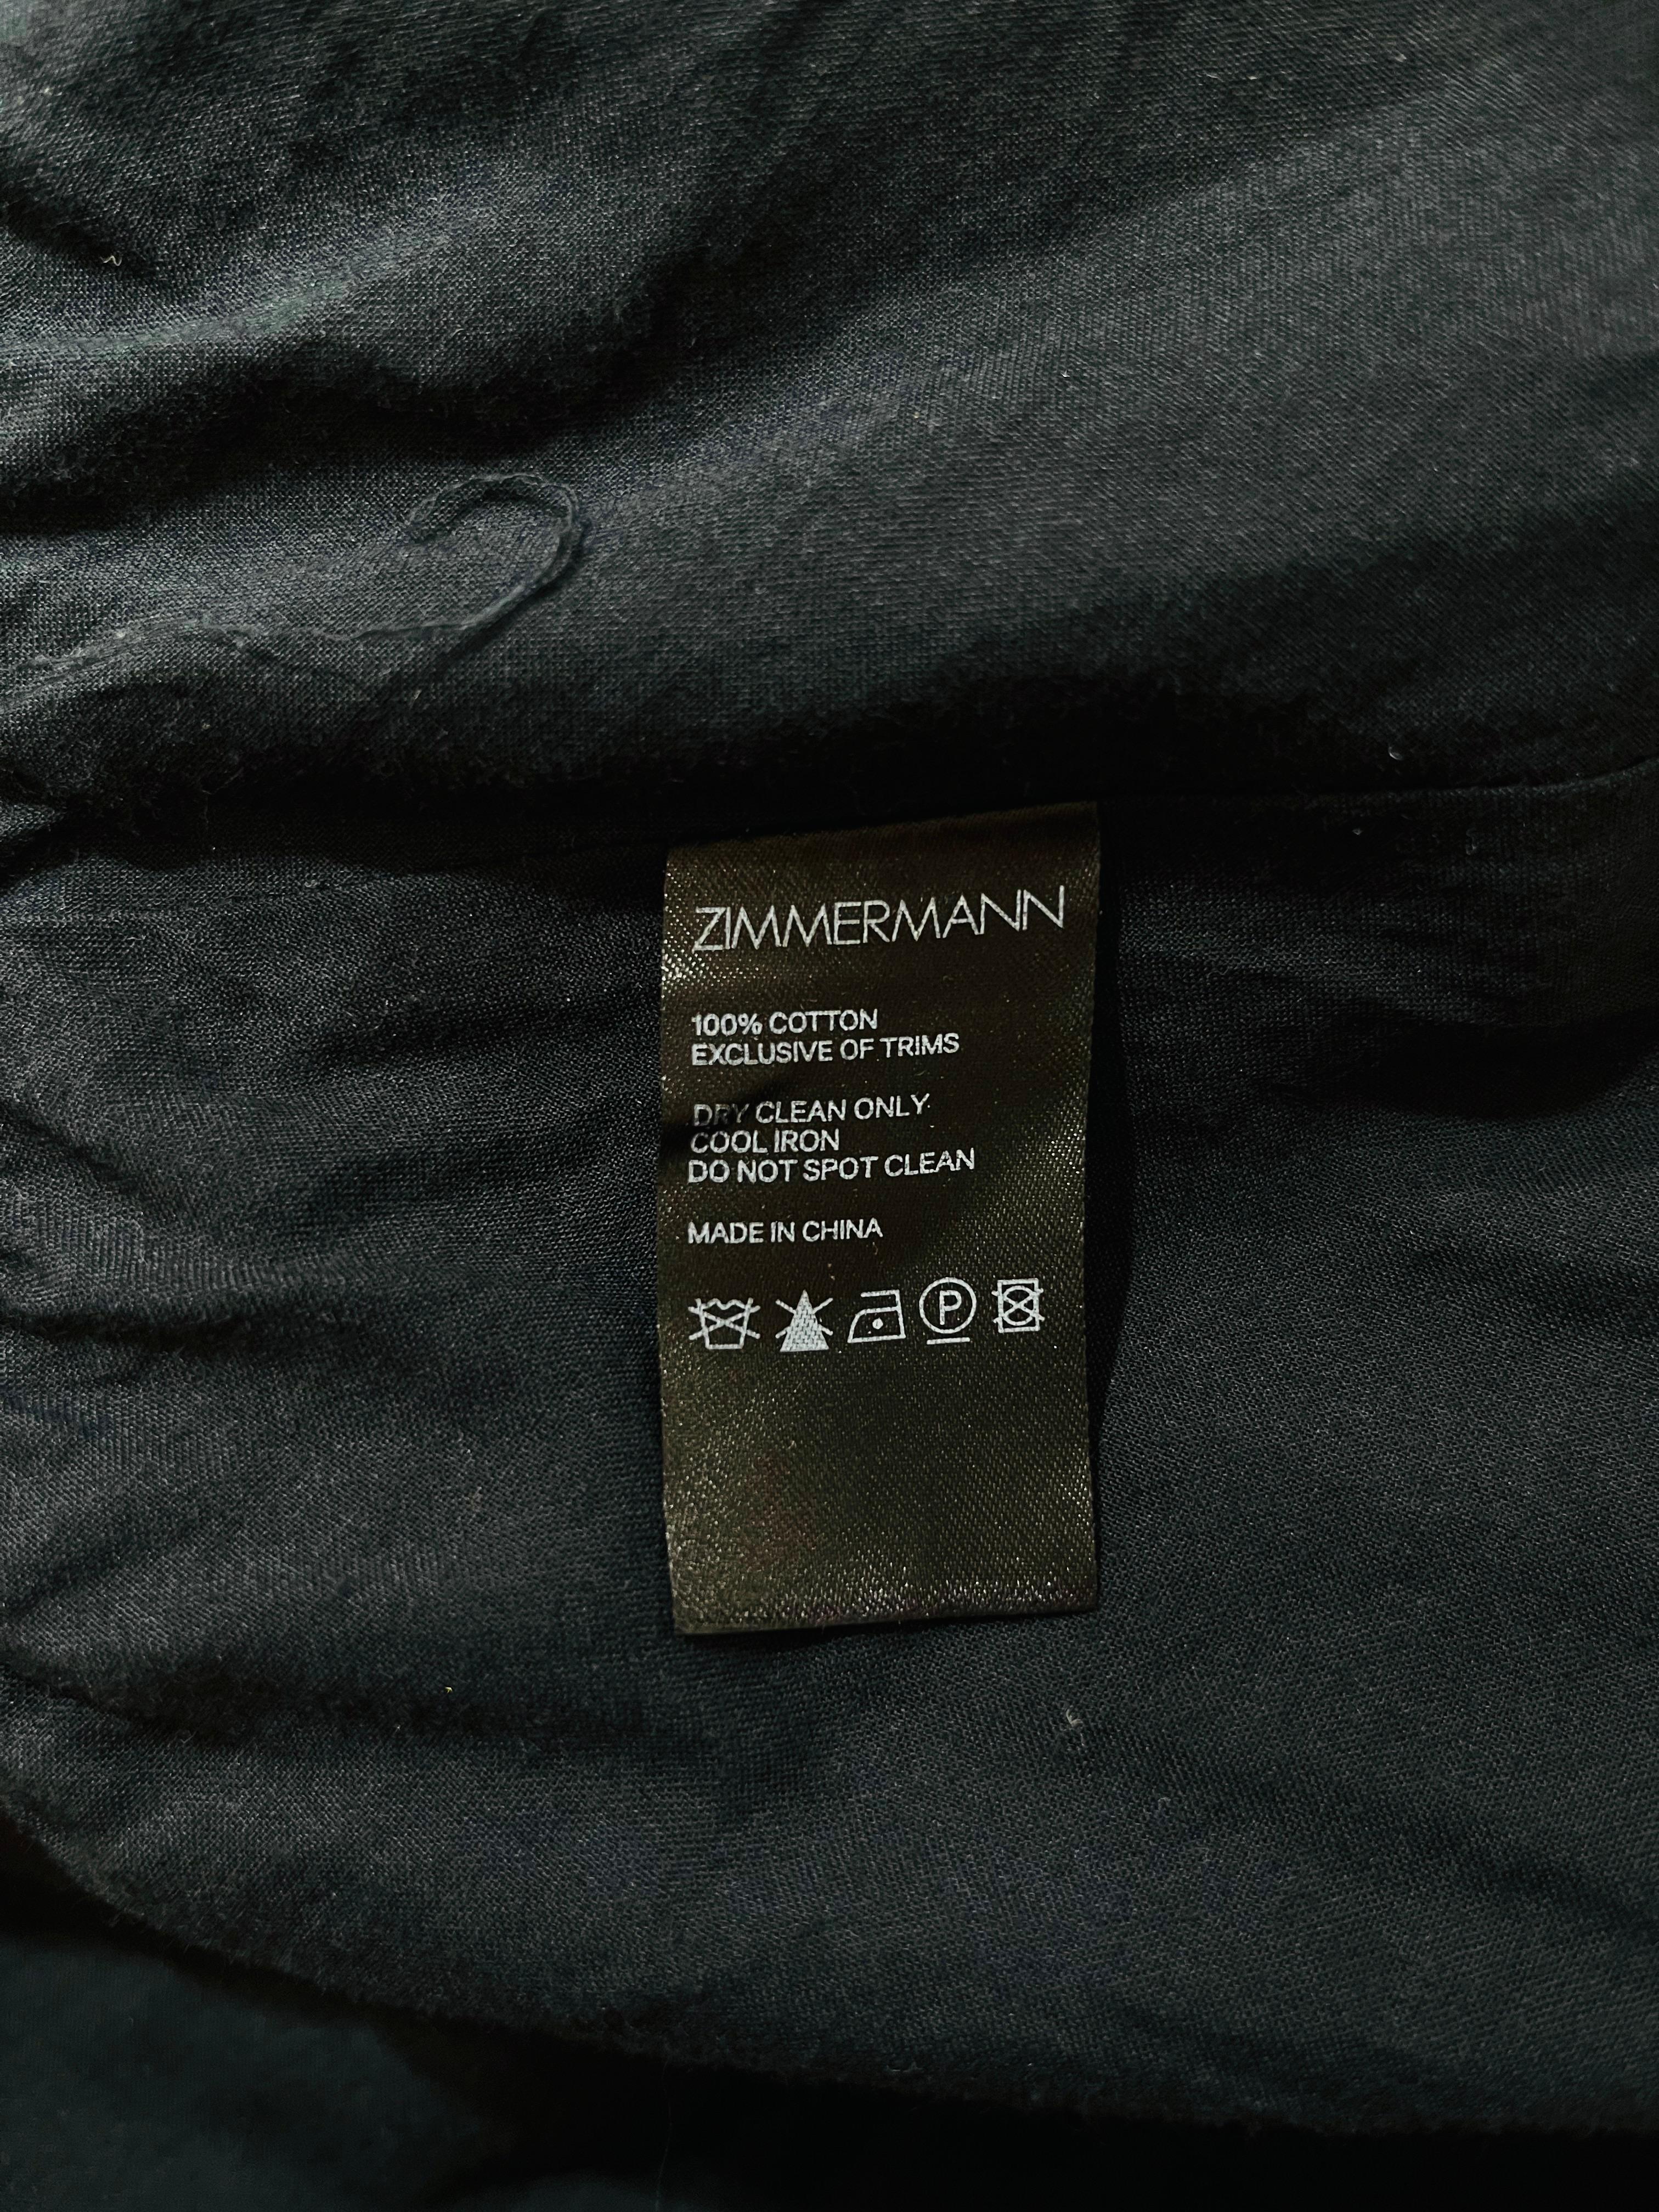 ZIMMERMANN
100% COTTON
EXCLUSIVE OF TRIMS
DRY CLEAN ONLY
COOL IRON
DO NOT SPOT CLEAN
MADE IN CHINA
P